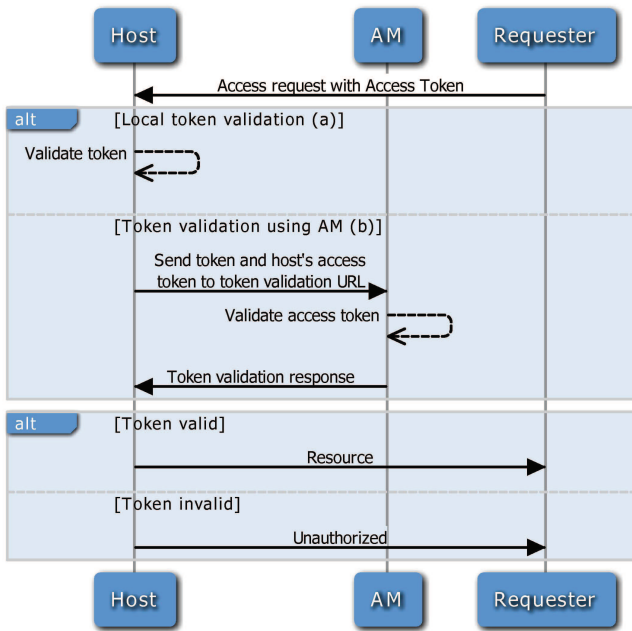 Host
AM
Requester
Access request with Access Token
alt
[Local token validation (a)]
Validate token
[Token validation using AM (b)]
Send token and host's access
token to token validation URL
Validate access token
Token validation response
alt
[Token valid]
Resource
[Token invalid]
Unauthorized
Host
AM
Requester